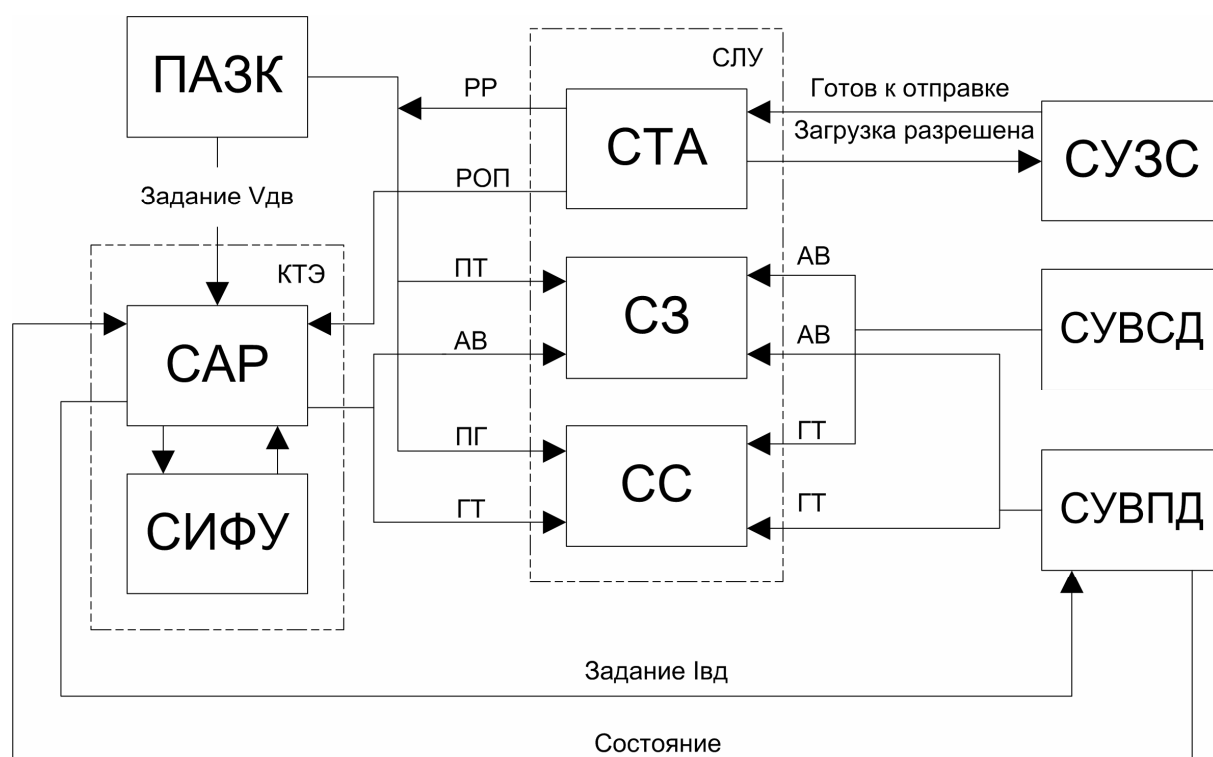 ПАЗК
СЛУ
РР
Готов к отправке
СТА
Загрузка разрешена
СУЗС
РОП
Задание Vдв
КТЭ
ПТ
АВ
СЗ
СУВСД
АВ
АВ
САР
ПГ
ГТ
СС
СИФУ
ГТ
ГТ
СУВПД
Задание Iвд
Состояние